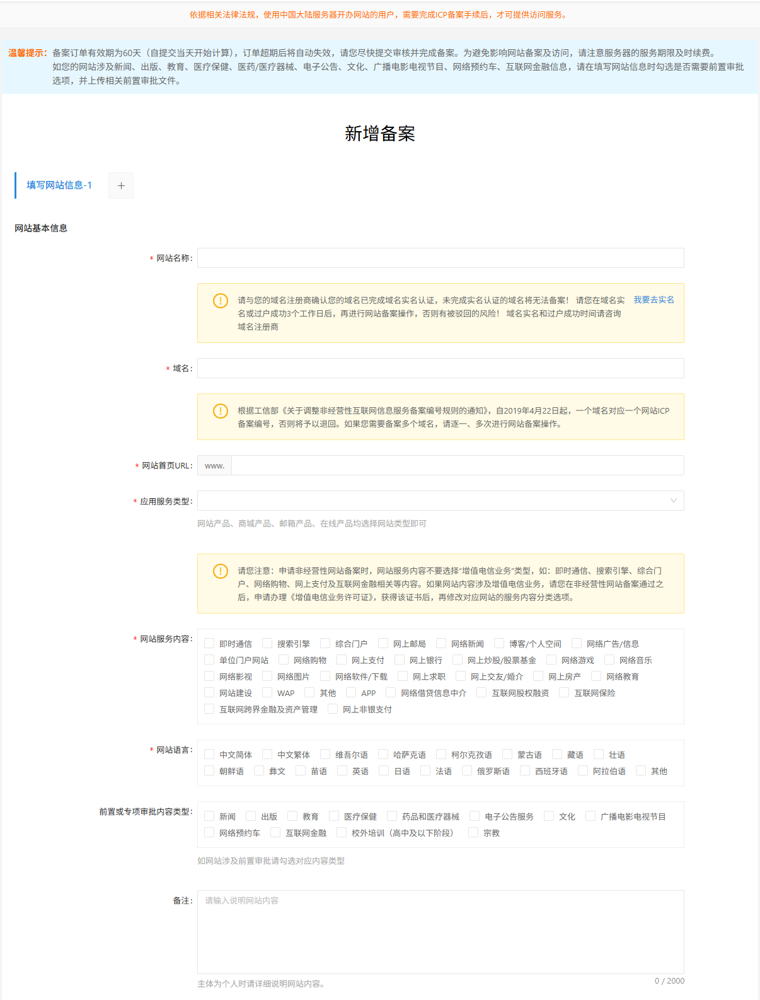 依据相关法律法规，使用中国大陆服务器开办网站的用户，需要完成ICP备案手续后，才可提供访问服务。
温馨提示：备案订单有效期为60天（自提交当天开始计算），订单超期后将自动失效，请您尽快提交审核并完成备案。为避免影响网站备案及访问，请注意服务器的服务期限及时续费。
如您的网站涉及新闻、出版、教育、医疗保健、医药/医疗器械、电子公告、文化、广播电影电视节目、网络预约车、互联网金融信息，请在填写网站信息时勾选是否需要前置审批
选项，并上传相关前置审批文件。
新增备案
填写网站信息-1 +
网站基本信息
* 网站名称：
请与您的域名注册商确认您的域名已完成域名实名认证，未完成实名认证的域名将无法备案！ 请您在域名实 我要去实名
名或过户成功3个工作日后，再进行网站备案操作，否则有被驳回的风险！ 域名实名和过户成功时间请咨询
域名注册商
* 域名：
根据工信部《关于调整非经营性互联网信息服务备案编号规则的通知》，自2019年4月22日起，一个域名对应一个网站ICP
备案编号，否则将予以退回。如果您需要备案多个域名，请逐一、多次进行网站备案操作。
* 网站首页URL： www.
* 应用服务类型：
网站产品、商城产品、邮箱产品、在线产品均选择网站类型即可
请您注意：申请非经营性网站备案时，网站服务内容不要选择“增值电信业务”类型，如：即时通信、搜索引擎、综合门
户、网络购物、网上支付及互联网金融相关等内容。如果网站内容涉及增值电信业务，请您在非经营性网站备案通过之
后，申请办理《增值电信业务许可证》，获得该证书后，再修改对应网站的服务内容分类选项。
* 网站服务内容： 即时通信 搜索引擎 综合门户 网上邮局 网络新闻 博客/个人空间 网络广告/信息
单位门户网站 网络购物 网上支付 网上银行 网上炒股/股票基金 网络游戏 网络音乐
网络影视 网络图片 网络软件/下载 网上求职 网上交友/婚介 网上房产 网络教育
网站建设 WAP 其他 APP 网络借贷信息中介 互联网股权融资 互联网保险
互联网跨界金融及资产管理 网上非银支付
* 网站语言： 中文简体 中文繁体 维吾尔语 哈萨克语 柯尔克孜语 蒙古语 藏语 壮语
朝鲜语 彝文 苗语 英语 日语 法语 俄罗斯语 西班牙语 阿拉伯语 其他
前置或专项审批内容类型： 新闻 出版 教育 医疗保健 药品和医疗器械 电子公告服务 文化 广播电影电视节目
网络预约车 互联网金融 校外培训（高中及以下阶段） 宗教
如网站涉及前置审批请勾选对应内容类型
备注： 请输入说明网站内容
主体为个人时请详细说明网站内容。 0 / 2000